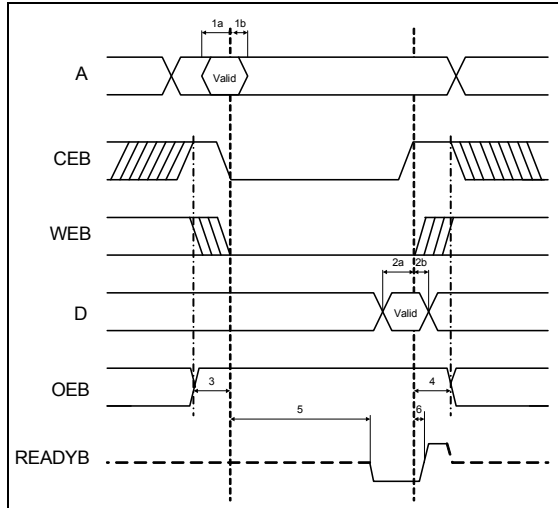 1a 1b
A
Valid
CEB
WEB
2a 2b
D
Valid
OEB
3
4
5
6
READYB